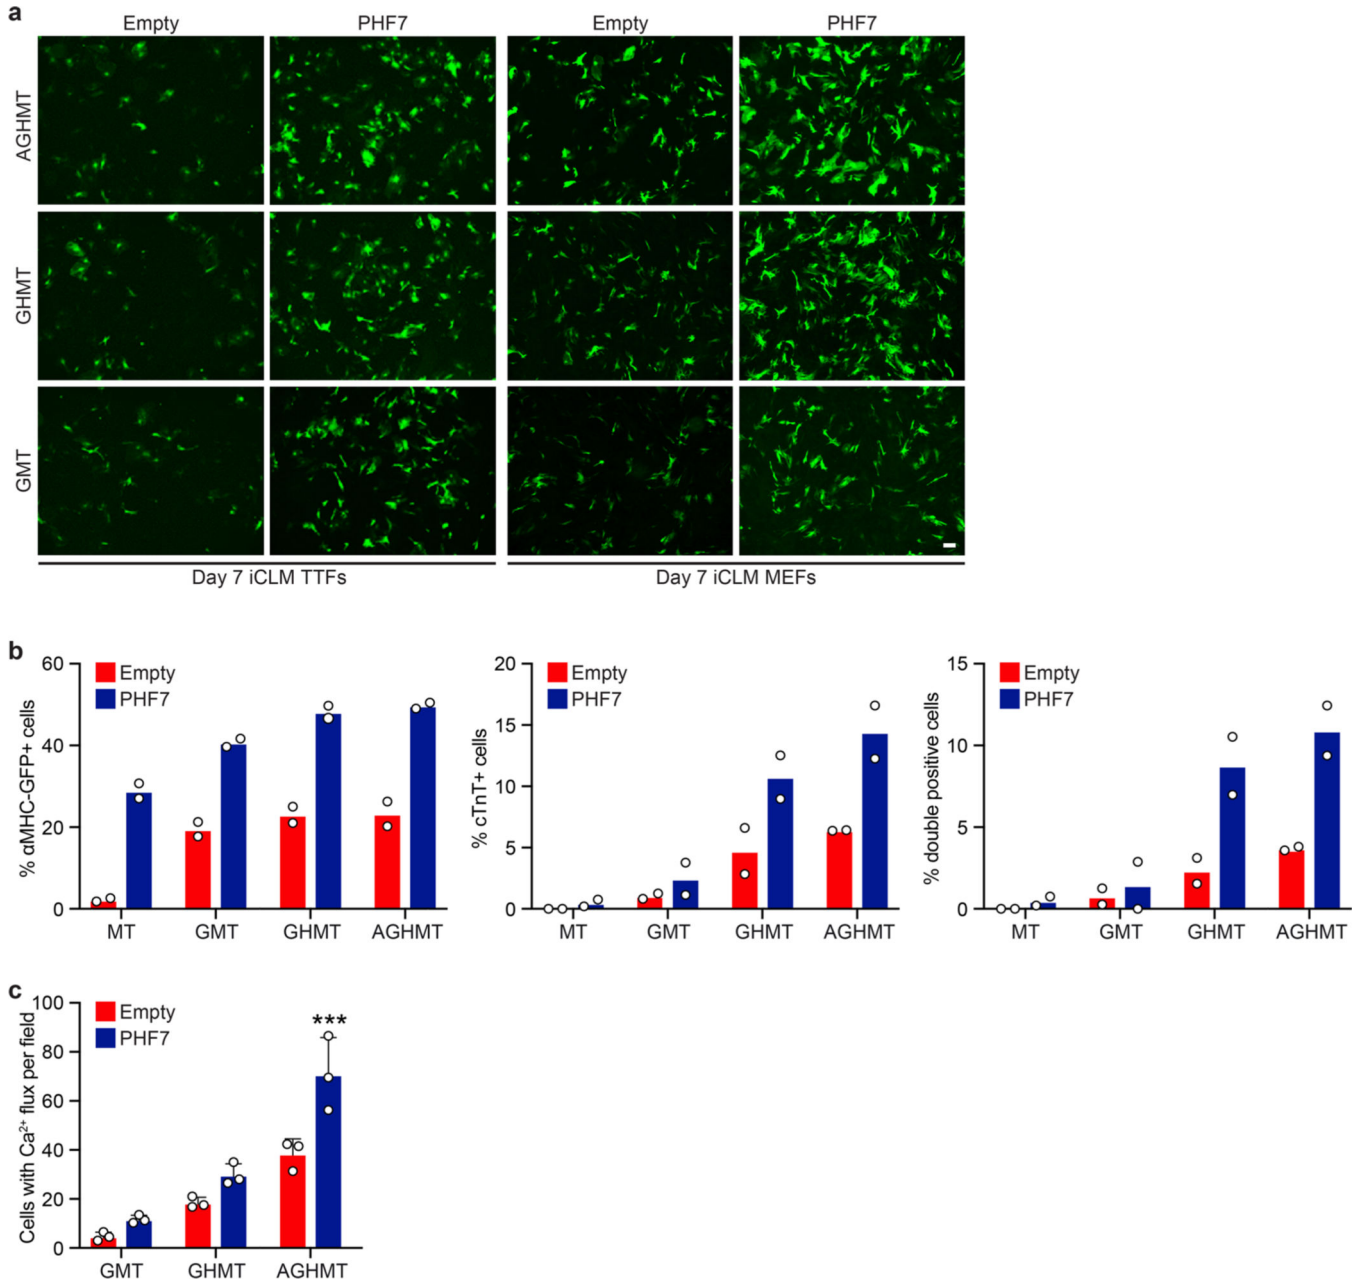 a
Empty PHF7 Empty PHF7
AGHMT
GHMT
GMT
Day 7 iCLM TTFs Day 7 iCLM MEFs
b
% αMHC-GFP+ cells
60
40
20
0
Empty
PHF7
MT GMT GHMT AGHMT
% cTnT+ cells
20
15
10
5
0
Empty
PHF7
MT GMT GHMT AGHMT
% double positive cells
15
10
5
0
Empty
PHF7
MT GMT GHMT AGHMT
c
Cells with Ca²⁺ flux per field
100
80
60
40
20
0
Empty
PHF7
***
GMT GHMT AGHMT